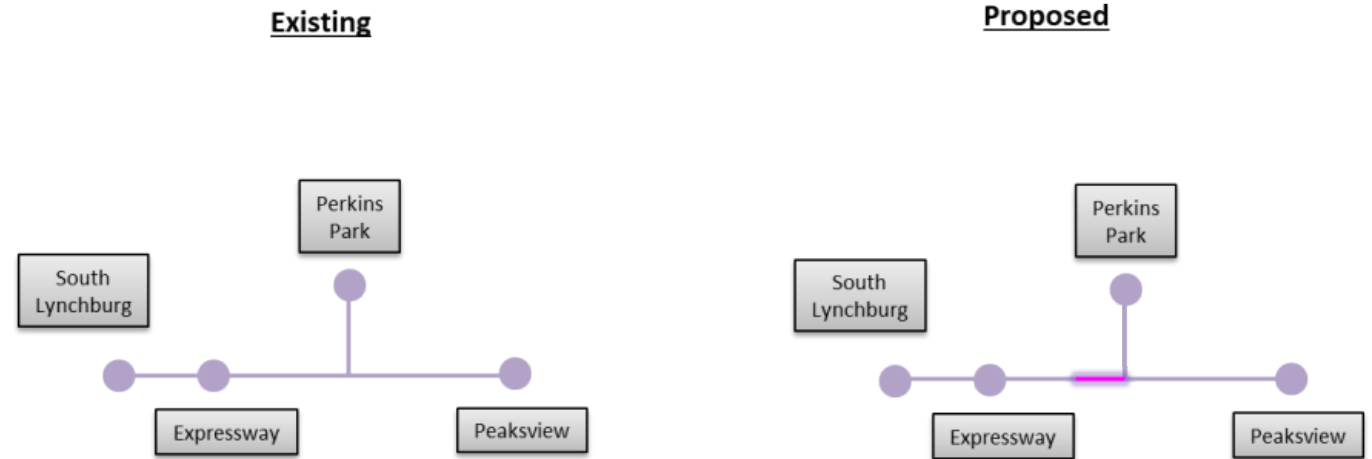 Existing
Perkins
Park
South
Lynchburg
Expressway
Peaksview
Proposed
Perkins
Park
South
Lynchburg
Expressway
Peaksview